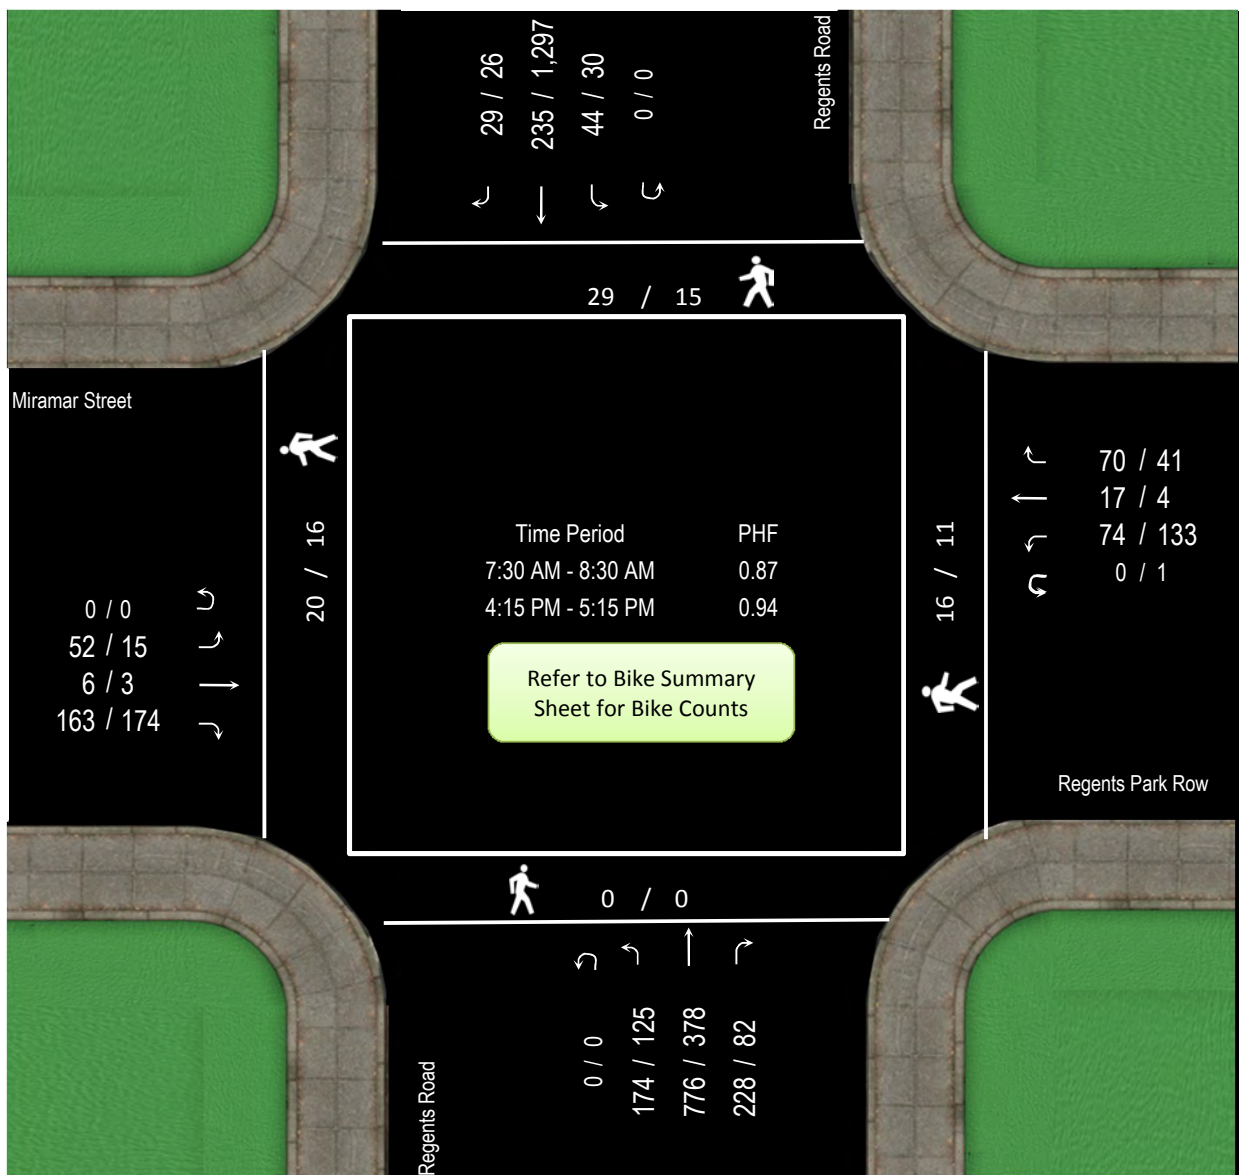 29 / 26
235 / 1,297
44 / 30
0 / 0
Regents Road
29 / 15
Miramar Street
20 / 16
0 / 0
52 / 15
6 / 3
163 / 174
Time Period PHF
7:30 AM - 8:30 AM 0.87
4:15 PM - 5:15 PM 0.94
Refer to Bike Summary
Sheet for Bike Counts
16 / 11
70 / 41
17 / 4
74 / 133
0 / 1
Regents Park Row
0 / 0
0 / 0
174 / 125
776 / 378
228 / 82
Regents Road